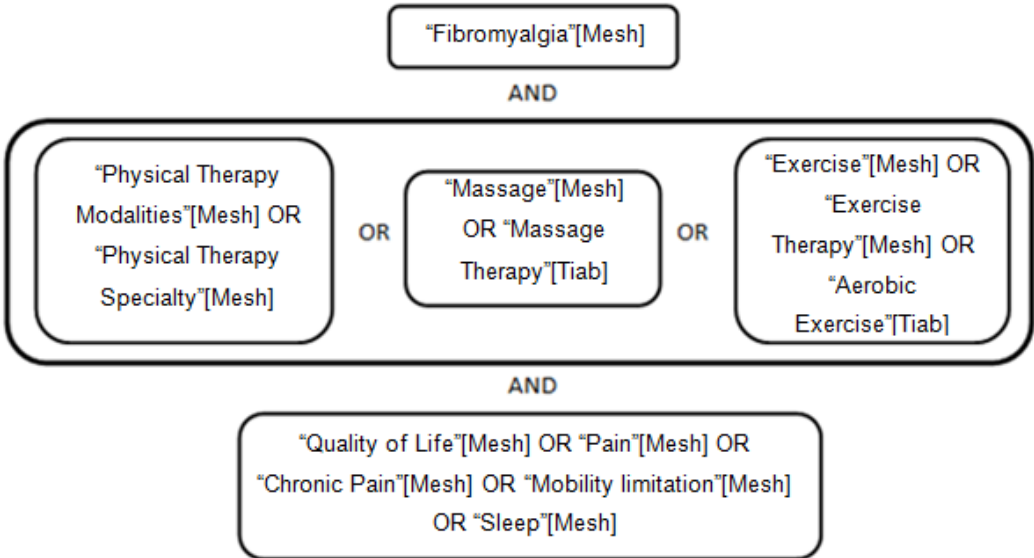 “Fibromyalgia”[Mesh]
AND
“Physical Therapy
Modalities”[Mesh] OR
“Physical Therapy
Specialty”[Mesh]
OR
“Massage”[Mesh]
OR “Massage
Therapy”[Tiab]
OR
“Exercise”[Mesh] OR
“Exercise
Therapy”[Mesh] OR
“Aerobic
Exercise”[Tiab]
AND
“Quality of Life”[Mesh] OR “Pain”[Mesh] OR
“Chronic Pain”[Mesh] OR “Mobility limitation”[Mesh]
OR “Sleep”[Mesh]